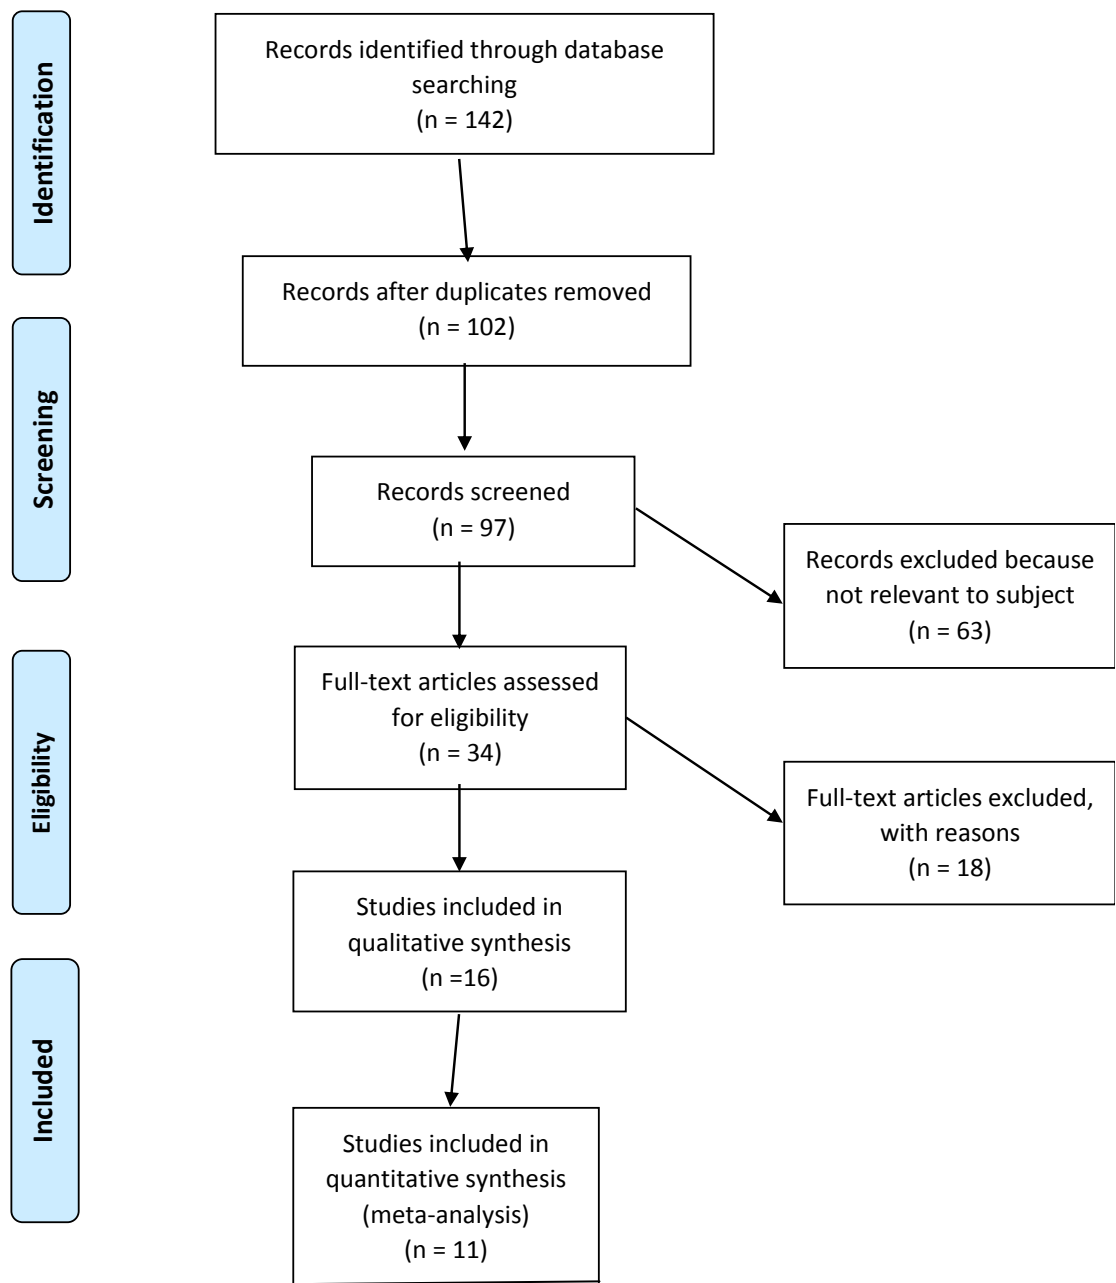 Identification
Records identified through database
searching
(n = 142)
Records after duplicates removed
(n = 102)
Screening
Records screened
(n = 97)
Records excluded because
not relevant to subject
(n = 63)
Eligibility
Full-text articles assessed
for eligibility
(n = 34)
Full-text articles excluded,
with reasons
(n = 18)
Studies included in
qualitative synthesis
(n =16)
Included
Studies included in
quantitative synthesis
(meta-analysis)
(n = 11)